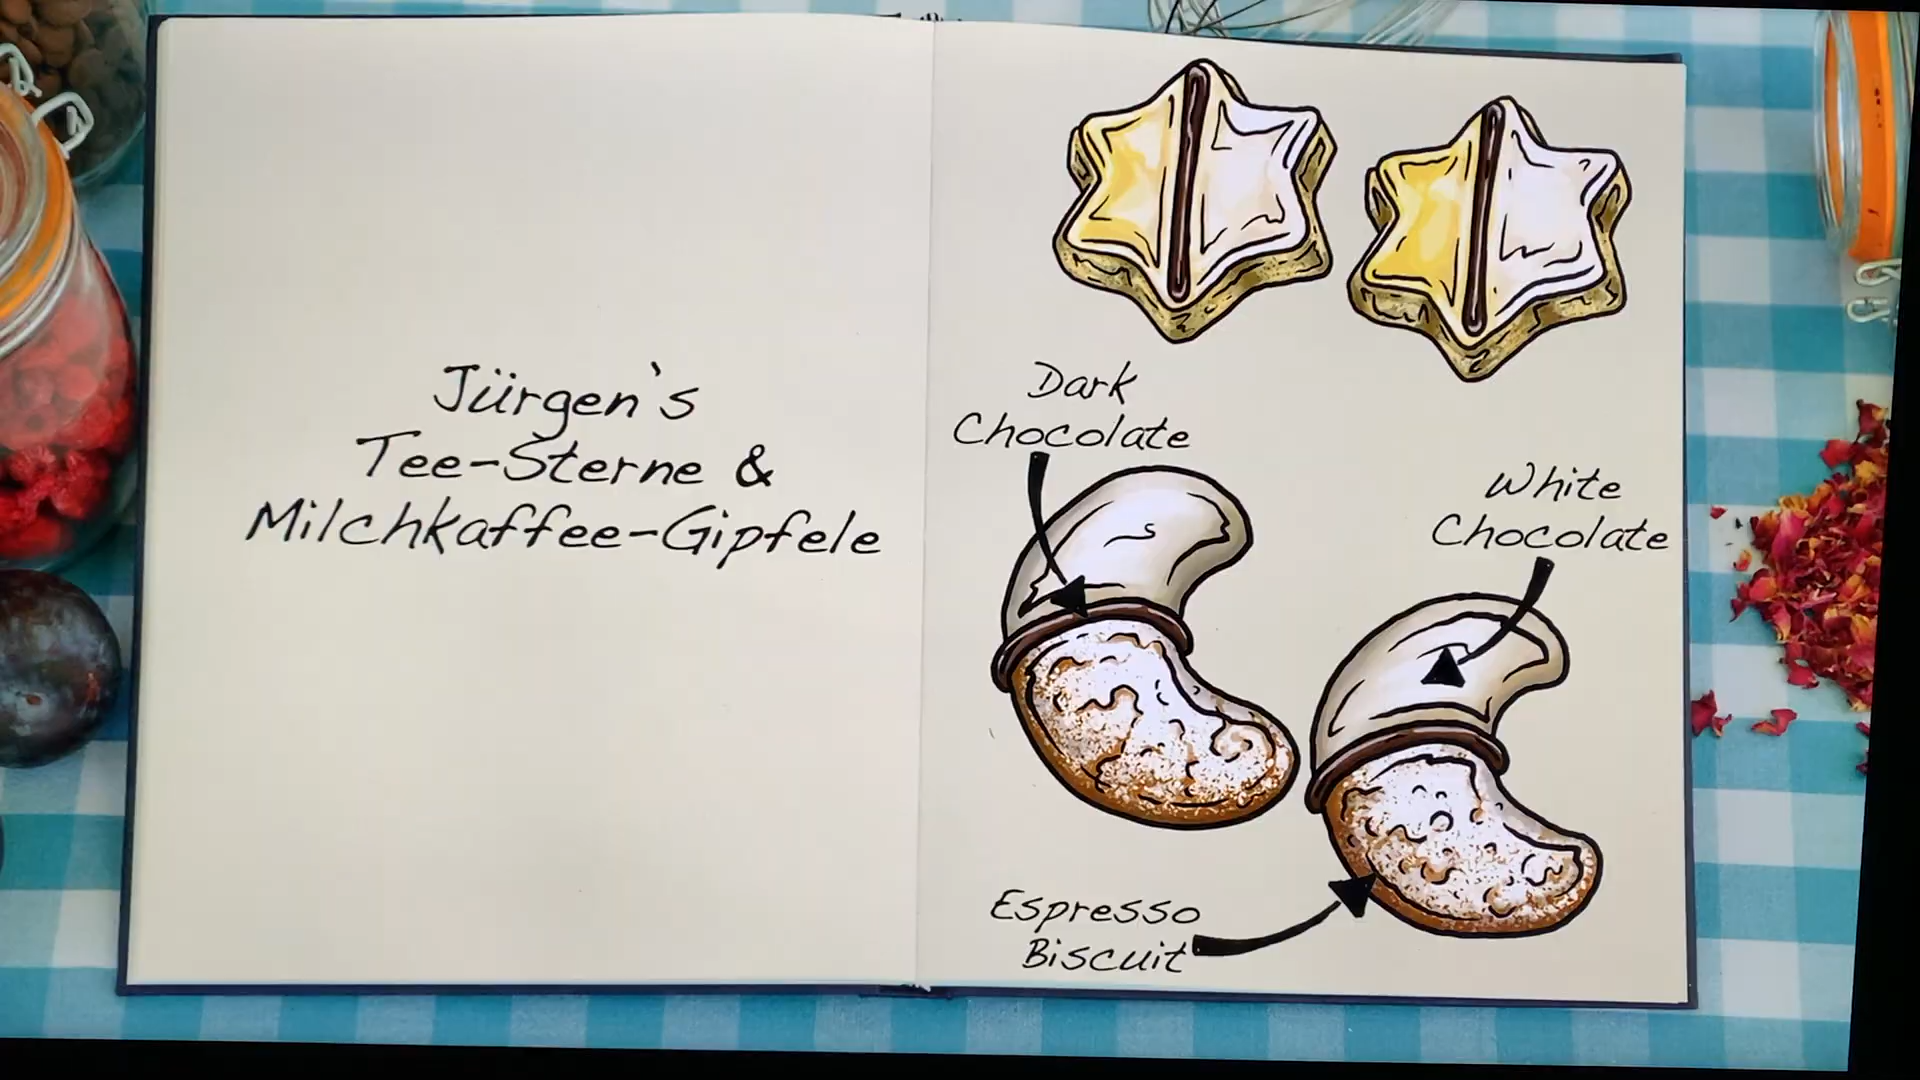 Jürgen's
Tee-Sterne &
Milchkaffee-Gipfele
Dark
Chocolate
White
Chocolate
Espresso
Biscuit